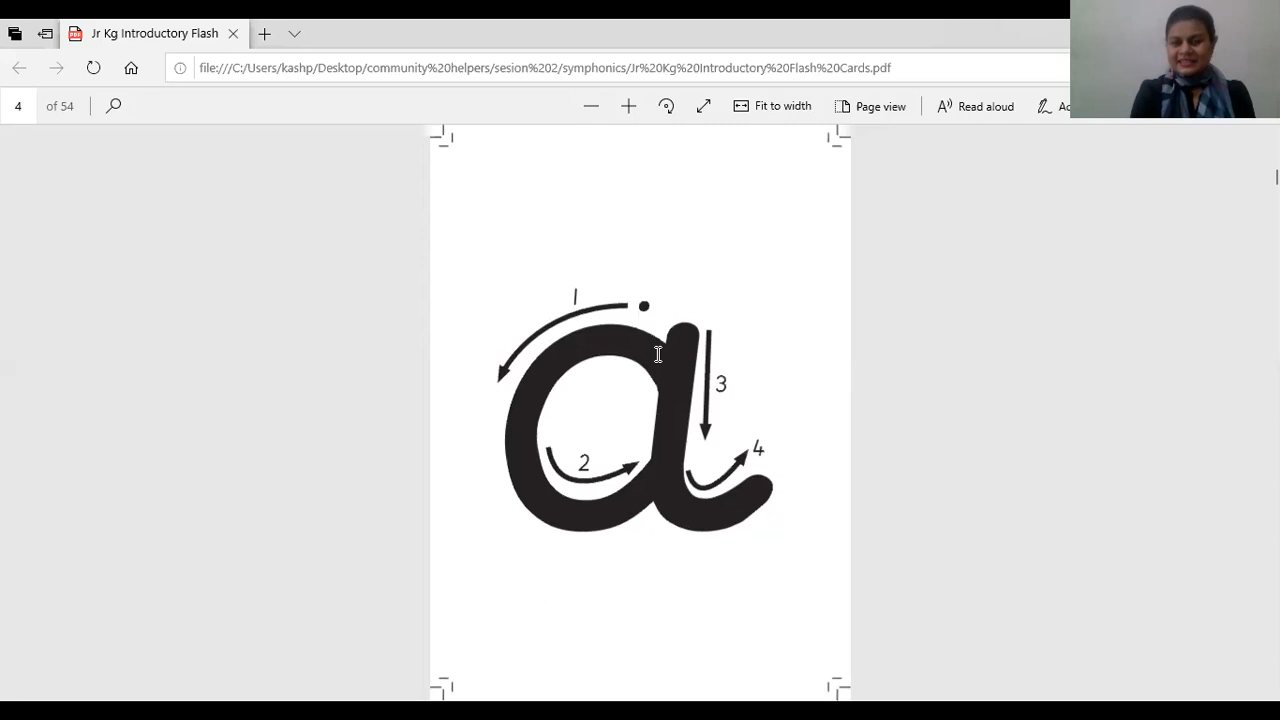 Jr Kg Introductory Flash
file:///C:/Users/kashp/Desktop/community%20helpers/sesion%202/symphonics/Jr%20Kg%20Introductory%20Flash%20Cards.pdf
4 of 54
Fit to width
Page view
Read aloud
1
3
4
2
a